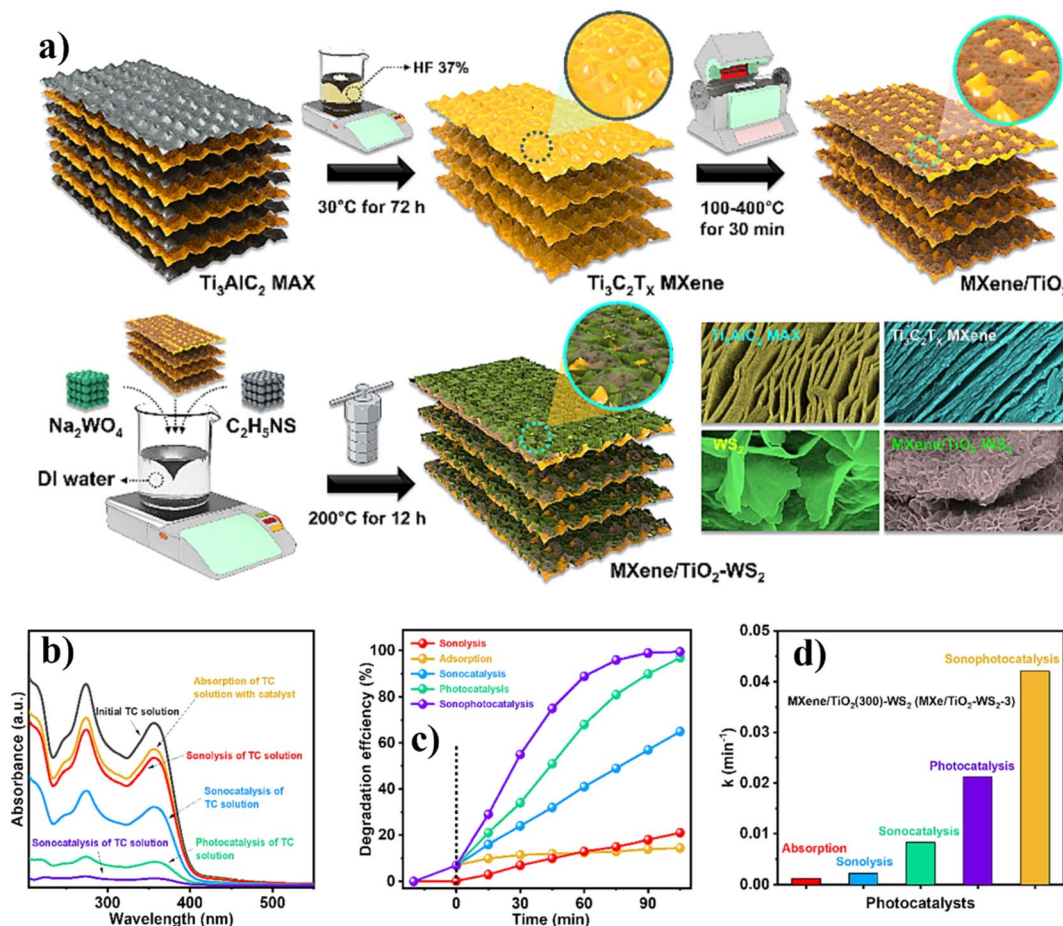 a)
HF 37%
30°C for 72 h
100-400°C
for 30 min
Ti₃AlC₂ MAX
Ti₃C₂Tₓ MXene
MXene/TiO₂
Na₂WO₄
C₂H₅NS
DI water
200°C for 12 h
MXene/TiO₂-WS₂
Ti₃AlC₂ MAX
Ti₃C₂Tₓ MXene
WS₂
MXene/TiO₂-WS₂
b)
Absorbance (a.u.)
Initial TC solution
Absorption of TC
solution with catalyst
Sonolysis of TC solution
Sonocatalysis of
TC solution
Sonocatalysis of TC solution
Photocatalysis of TC
solution
300
400
500
Wavelength (nm)
c)
Degradation effciency (%)
100
80
60
40
20
0
Sonolysis
Adsorption
Sonocatalysis
Photocatalysis
Sonophotocatalysis
0
30
60
90
Time (min)
d)
k (min⁻¹)
0.05
0.04
0.03
0.02
0.01
0.00
Sonophotocatalysis
MXene/TiO₂(300)-WS₂ (MXe/TiO₂-WS₂-3)
Photocatalysis
Sonocatalysis
Absorption
Sonolysis
Photocatalysts